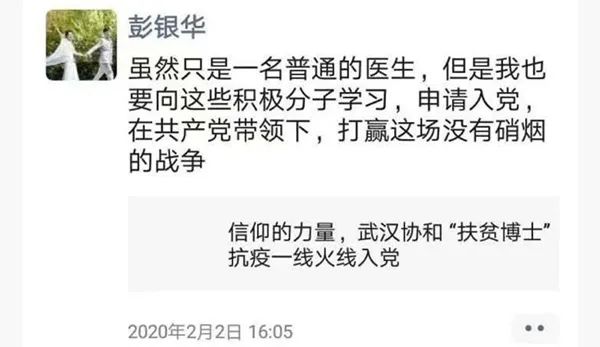 彭银华
虽然只是一名普通的医生，但是我也
要向这些积极分子学习，申请入党，
在共产党带领下，打赢这场没有硝烟
的战争
信仰的力量，武汉协和 “扶贫博士”
抗疫一线火线入党
2020年2月2日 16:05